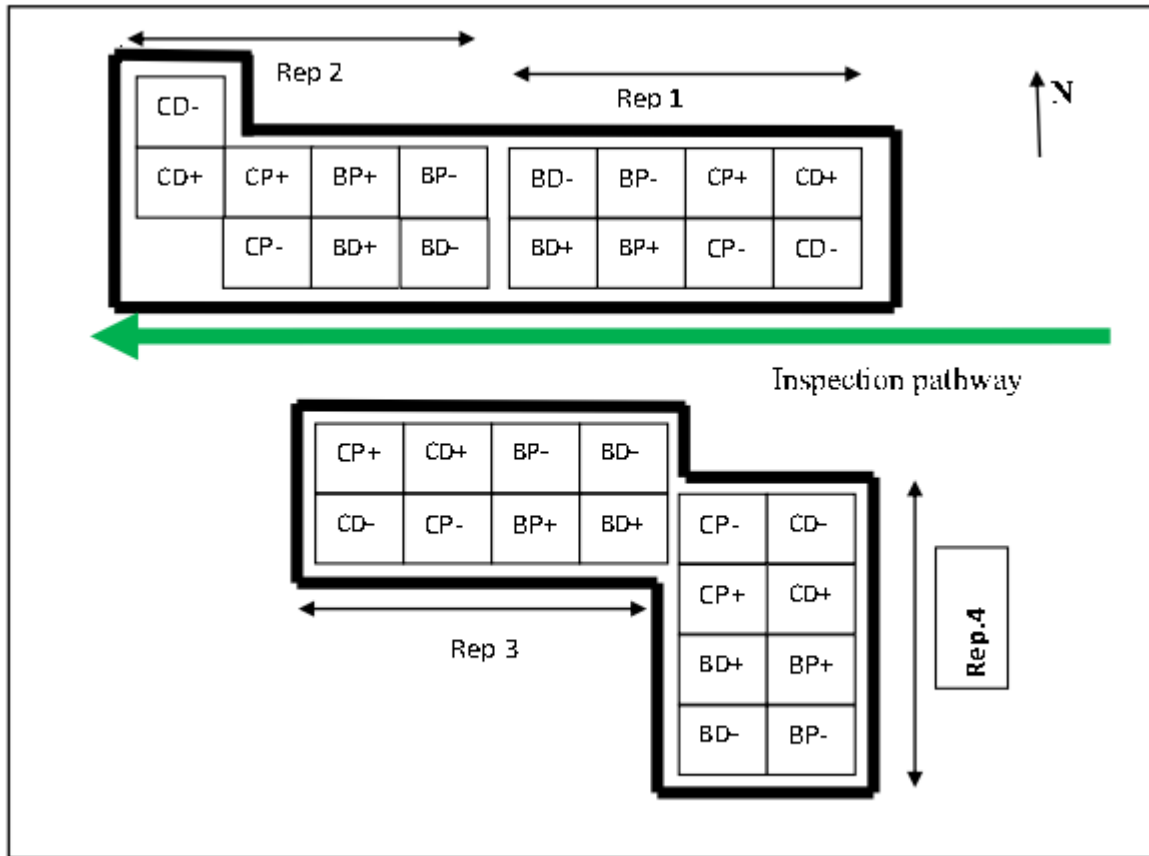 Rep 2
Rep 1
N
CD-
CD+ CP+ BP+ BP- BD- BP- CP+ CD+
CP- BD+ BD- BD+ BP+ CP- CD-
Inspection pathway
CP+ CD+ BP- BD-
CD- CP- BP+ BD+
CP- CD-
CP+ CD+
BD+ BP+
BD- BP-
Rep 3
Rep.4